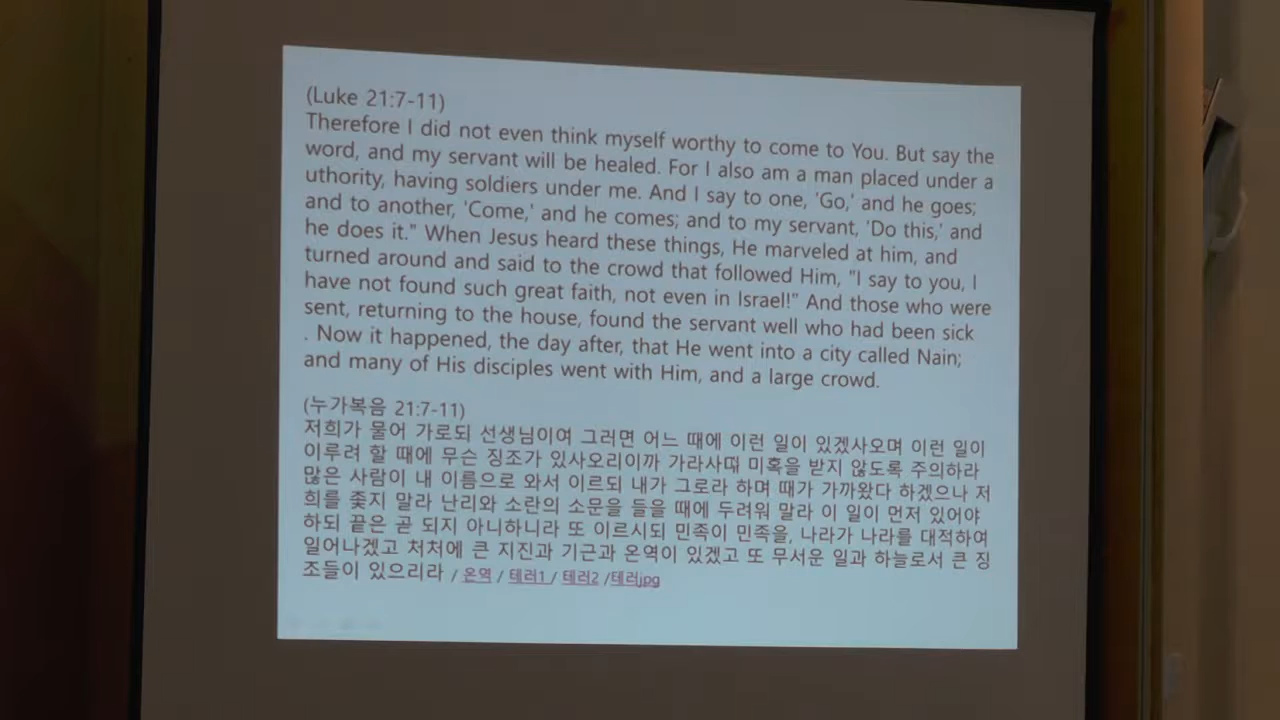 (Luke 21:7-11)
Therefore I did not even think myself worthy to come to You. But say the
word, and my servant will be healed. For I also am a man placed under a
uthority, having soldiers under me. And I say to one, 'Go,' and he goes;
and to another, 'Come,' and he comes; and to my servant, 'Do this,' and
he does it." When Jesus heard these things, He marveled at him, and
turned around and said to the crowd that followed Him, "I say to you, I
have not found such great faith, not even in Israel!" And those who were
sent, returning to the house, found the servant well who had been sick
. Now it happened, the day after, that He went into a city called Nain;
and many of His disciples went with Him, and a large crowd.
(누가복음 21:7-11)
저희가 물어 가로되 선생님이여 그러면 어느 때에 이런 일이 있겠사오며 이런 일이
이루려 할 때에 무슨 징조가 있사오리이까 가라사대 미혹을 받지 않도록 주의하라
많은 사람이 내 이름으로 와서 이르되 내가 그로라 하며 때가 가까왔다 하겠으나 저
희를 좇지 말라 난리와 소란의 소문을 들을 때에 두려워 말라 이 일이 먼저 있어야
하되 끝은 곧 되지 아니하니라 또 이르시되 민족이 민족을, 나라가 나라를 대적하여
일어나겠고 처처에 큰 지진과 기근과 온역이 있겠고 또 무서운 일과 하늘로서 큰 징
조들이 있으리라 / 온역 / 테러1 / 테러2 /테러jpg